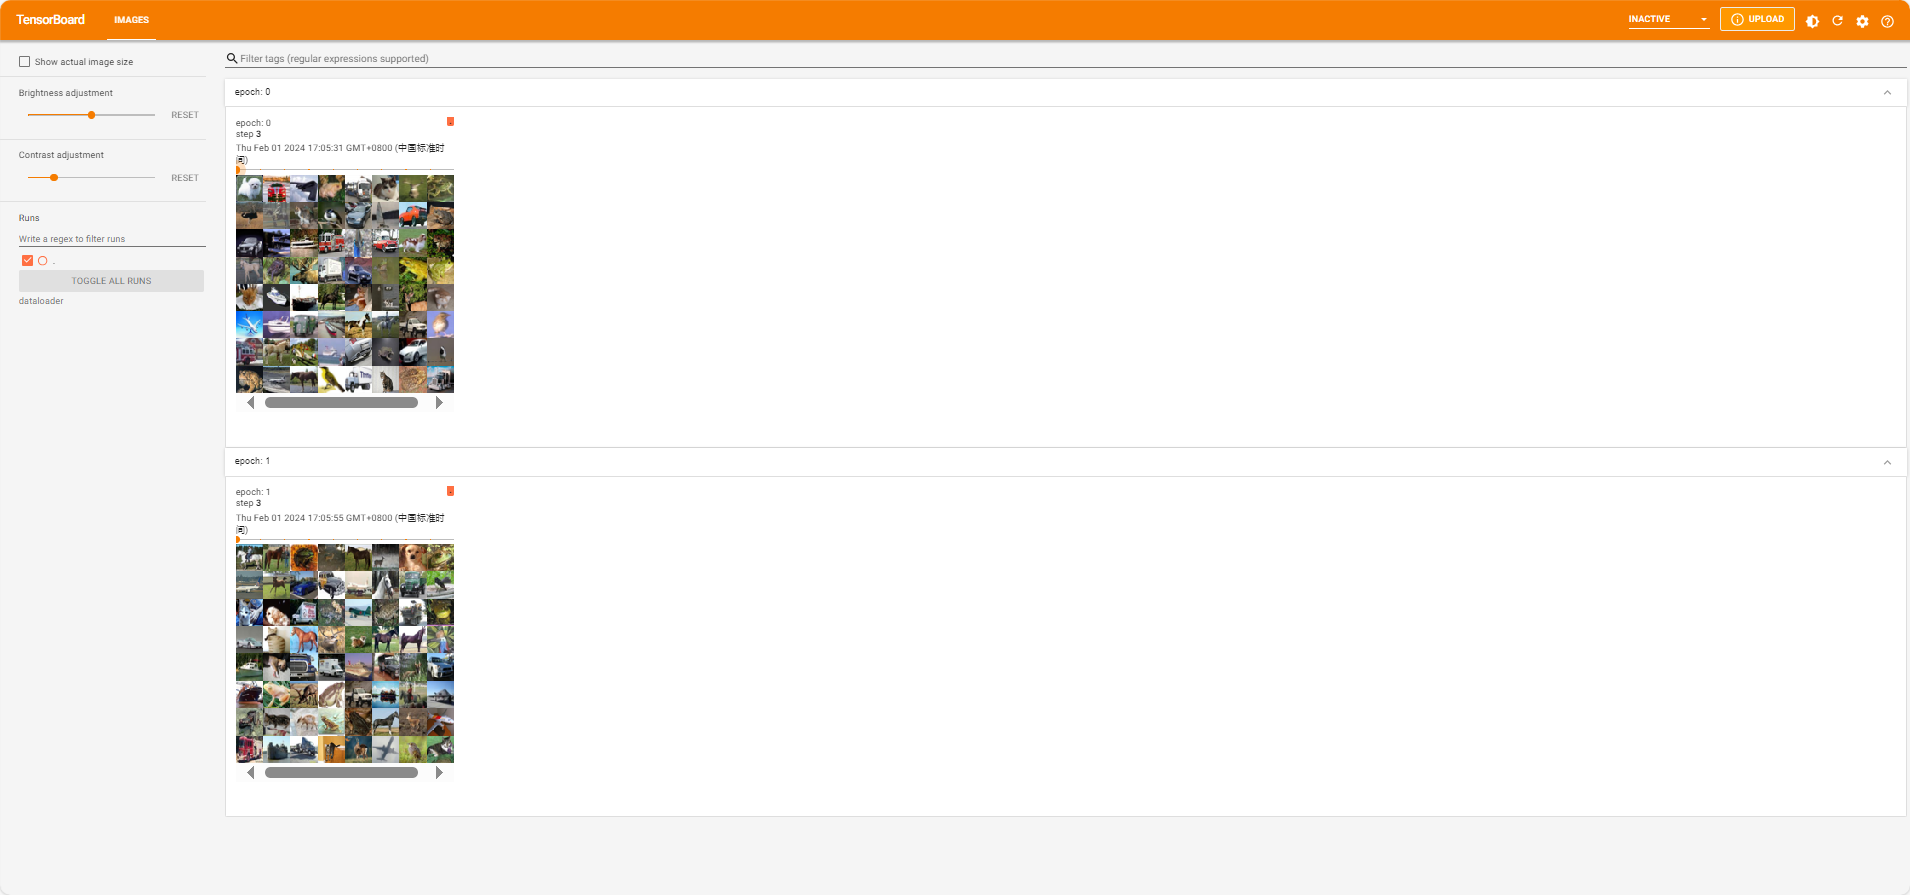 TensorBoard
IMAGES
INACTIVE
UPLOAD
Show actual image size
Brightness adjustment
RESET
Contrast adjustment
RESET
Runs
Write a regex to filter runs
.
TOGGLE ALL RUNS
dataloader
Filter tags (regular expressions supported)
epoch: 0
epoch: 0
step 3
Thu Feb 01 2024 17:05:31 GMT+0800 (中国标准时
间)
epoch: 1
epoch: 1
step 3
Thu Feb 01 2024 17:05:55 GMT+0800 (中国标准时
间)